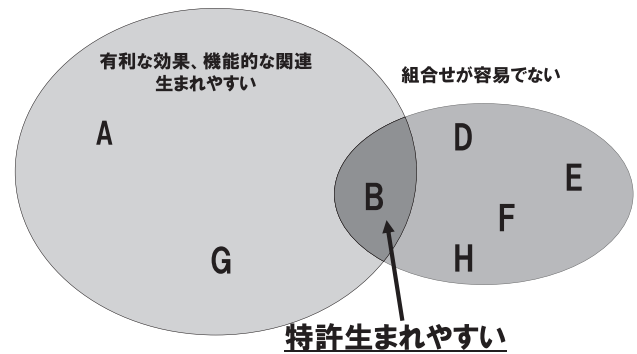 有利な効果、機能的な関連
生まれやすい
組合せが容易でない
A
D
E
B
F
G
H
特許生まれやすい